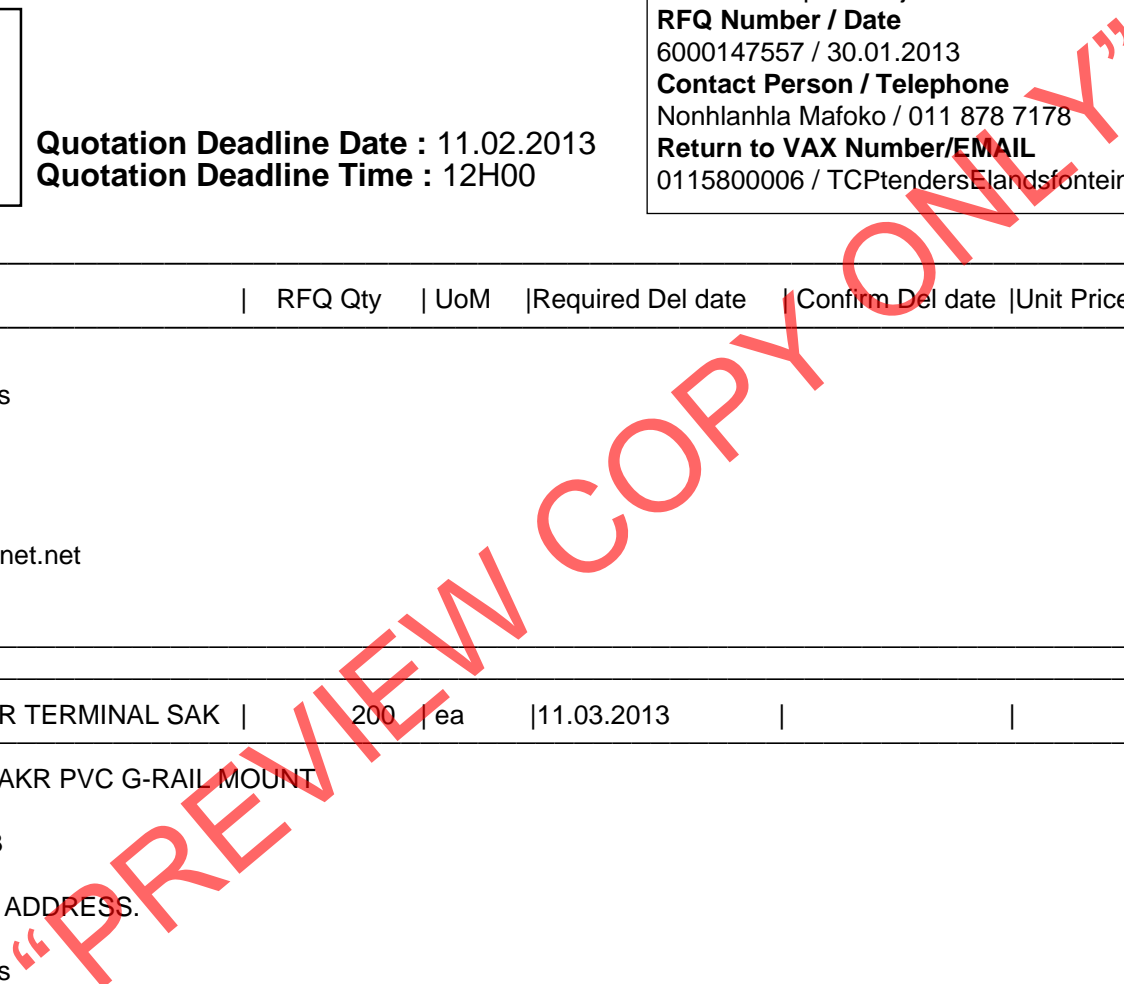 RFQ Number / Date
6000147557 / 30.01.2013
Contact Person / Telephone
Nonhlanhla Mafoko / 011 878 7178
Return to VAX Number/EMAIL
0115800006 / TCPtendersElandsfontein
Quotation Deadline Date : 11.02.2013
Quotation Deadline Time : 12H00
| RFQ Qty | UoM |Required Del date | Confirm Del date |Unit Price
s
net.net
R TERMINAL SAK | 200 | ea |11.03.2013 | |
AKR PVC G-RAIL MOUNT
ADDRESS.
s
“PREVIEW COPY ONLY”